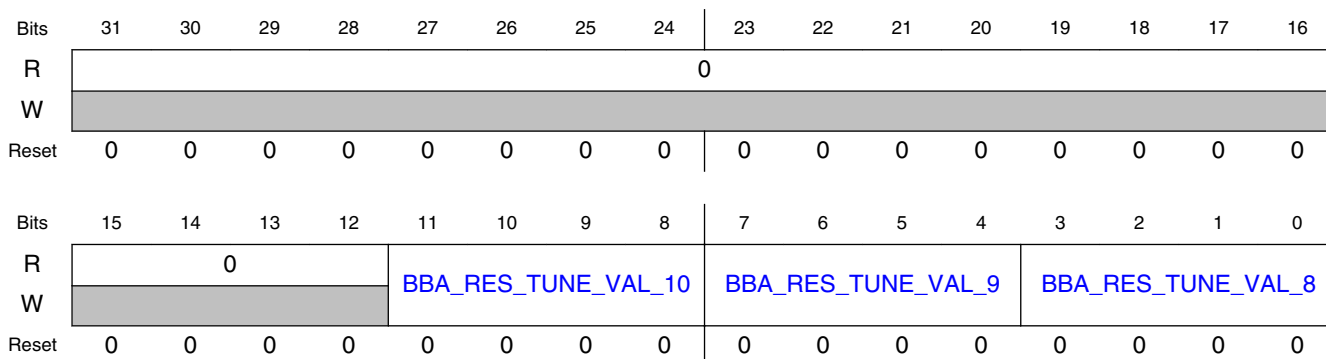 Bits 31 30 29 28 27 26 25 24 23 22 21 20 19 18 17 16
R 0
W
Reset 0 0 0 0 0 0 0 0 0 0 0 0 0 0 0 0
Bits 15 14 13 12 11 10 9 8 7 6 5 4 3 2 1 0
R 0 BBA_RES_TUNE_VAL_10 BBA_RES_TUNE_VAL_9 BBA_RES_TUNE_VAL_8
W
Reset 0 0 0 0 0 0 0 0 0 0 0 0 0 0 0 0